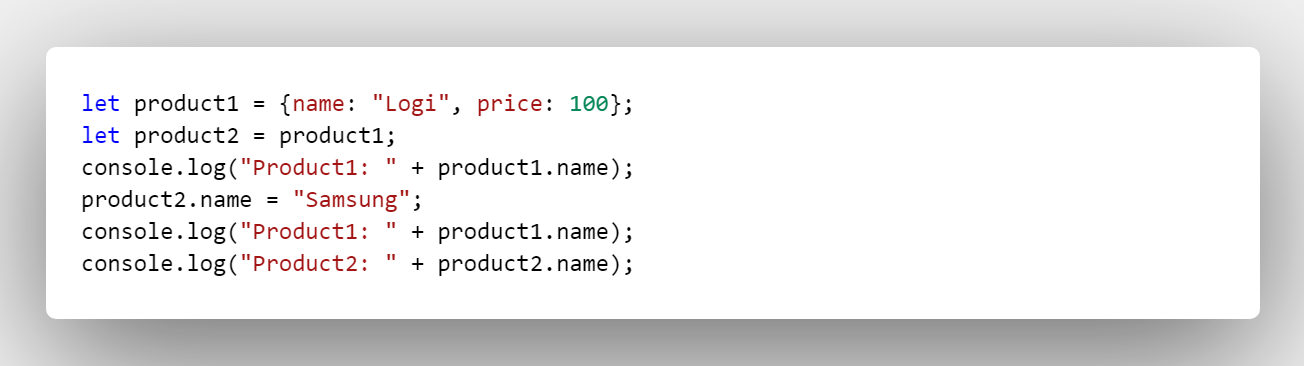 let product1 = {name: "Logi", price: 100};
let product2 = product1;
console.log("Product1: " + product1.name);
product2.name = "Samsung";
console.log("Product1: " + product1.name);
console.log("Product2: " + product2.name);